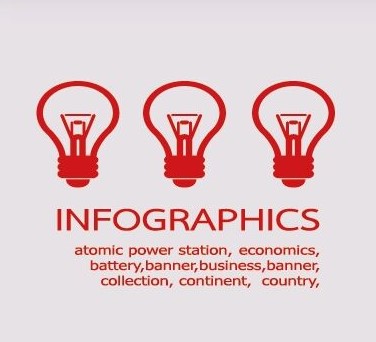 INFOGRAPHICS
atomic power station, economics,
battery,banner,business,banner,
collection, continent, country,